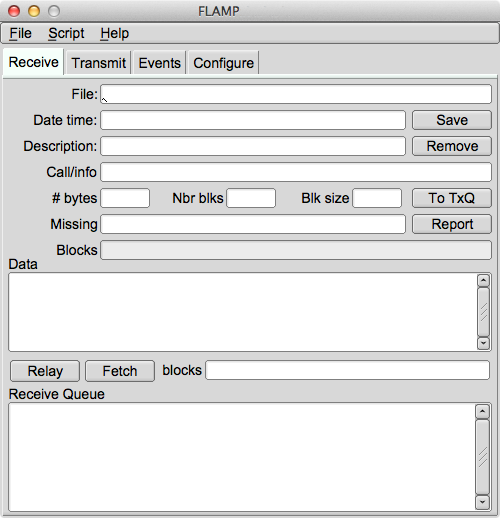 FLAMP
File Script Help
Receive Transmit Events Configure
File:
Date time: Save
Description: Remove
Call/info
# bytes Nbr blks Blk size To TxQ
Missing Report
Blocks
Data
Relay Fetch blocks
Receive Queue